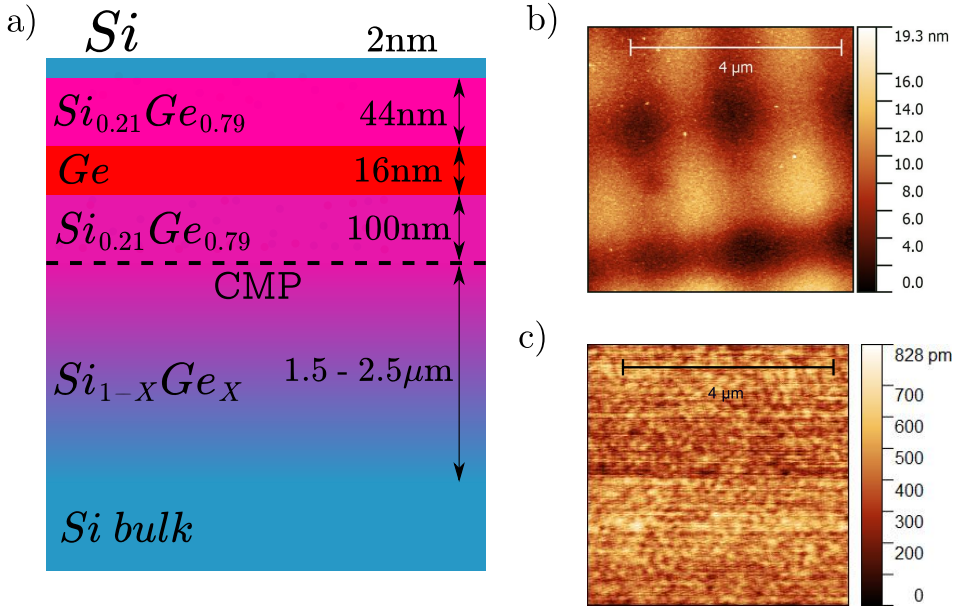 a)
Si 2nm
Si0.21Ge0.79 44nm
Ge 16nm
Si0.21Ge0.79 100nm
CMP
Si1−XGeX 1.5 - 2.5μm
Si bulk
b)
4 µm
19.3 nm
16.0
14.0
12.0
10.0
8.0
6.0
4.0
0.0
c)
4 µm
828 pm
700
600
500
400
300
200
0